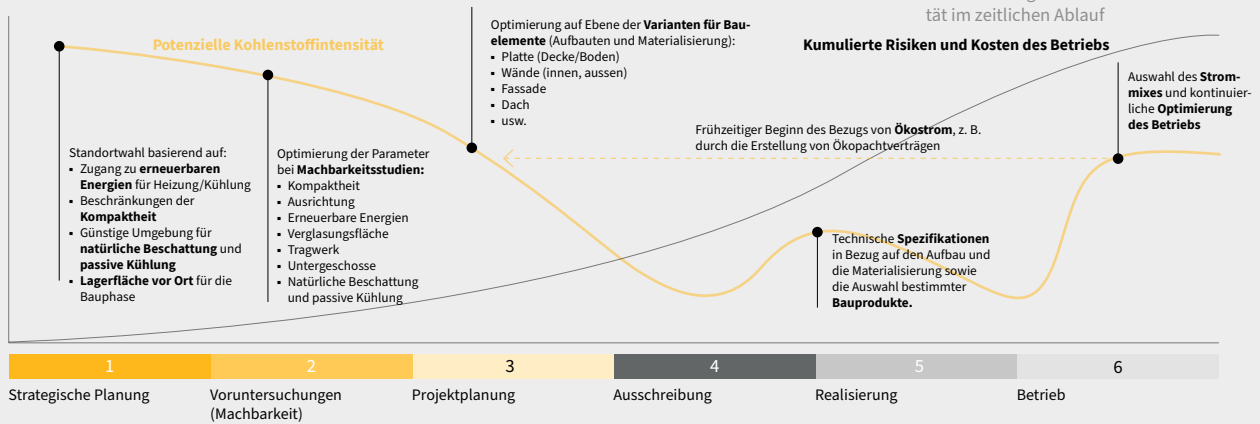 tät im zeitlichen Ablauf
Potenzielle Kohlenstoffintensität
Optimierung auf Ebene der Varianten für Bau-
elemente (Aufbauten und Materialisierung):
▪ Platte (Decke/Boden)
▪ Wände (innen, aussen)
▪ Fassade
▪ Dach
▪ usw.
Kumulierte Risiken und Kosten des Betriebs
Auswahl des Strom-
mixes und kontinuier-
liche Optimierung
des Betriebs
Frühzeitiger Beginn des Bezugs von Ökostrom, z. B.
durch die Erstellung von Ökopachtverträgen
Standortwahl basierend auf:
▪ Zugang zu erneuerbaren
Energien für Heizung/Kühlung
▪ Beschränkungen der
Kompaktheit
▪ Günstige Umgebung für
natürliche Beschattung und
passive Kühlung
▪ Lagerfläche vor Ort für die
Bauphase
Optimierung der Parameter
bei Machbarkeitsstudien:
▪ Kompaktheit
▪ Ausrichtung
▪ Erneuerbare Energien
▪ Verglasungsfläche
▪ Tragwerk
▪ Untergeschosse
▪ Natürliche Beschattung
und passive Kühlung
Technische Spezifikationen
in Bezug auf den Aufbau und
die Materialisierung sowie
die Auswahl bestimmter
Bauprodukte.
1
2
3
4
5
6
Strategische Planung
Voruntersuchungen
(Machbarkeit)
Projektplanung
Ausschreibung
Realisierung
Betrieb